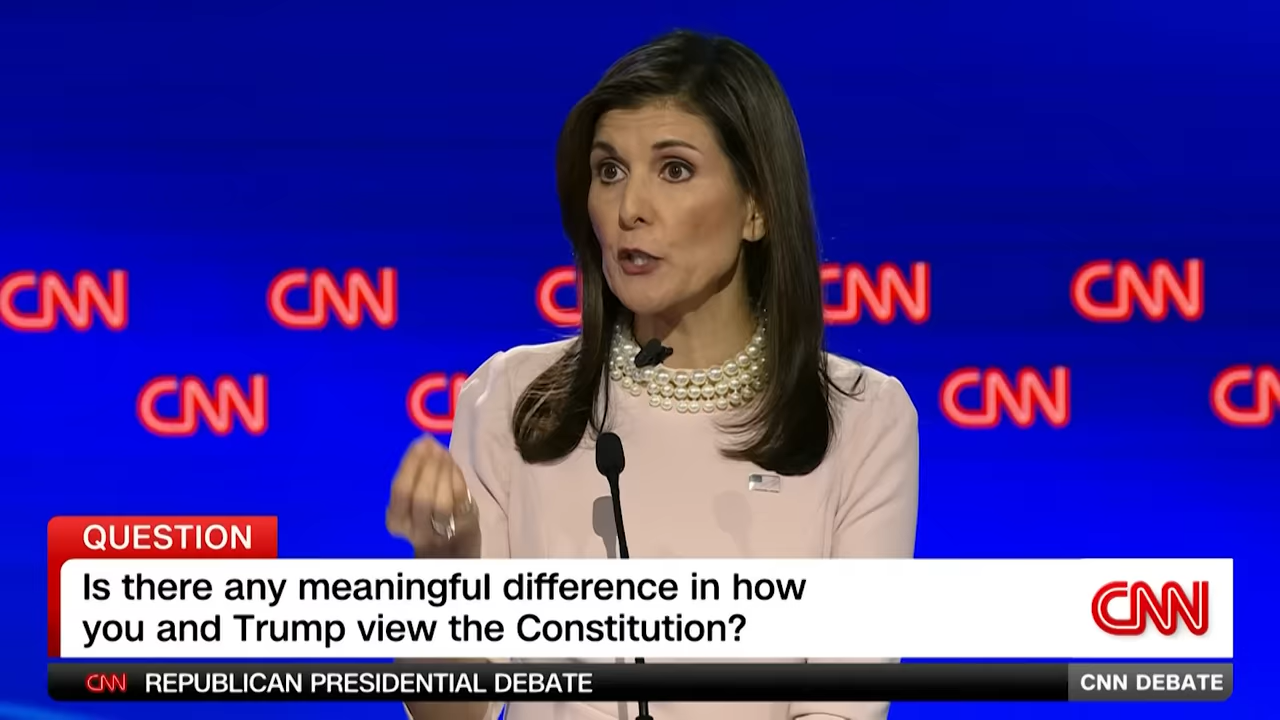 CNN CNN CNN CNN CNN
CNN CNN CNN CNN
QUESTION
Is there any meaningful difference in how
you and Trump view the Constitution?
CNN
CNN REPUBLICAN PRESIDENTIAL DEBATE
CNN DEBATE